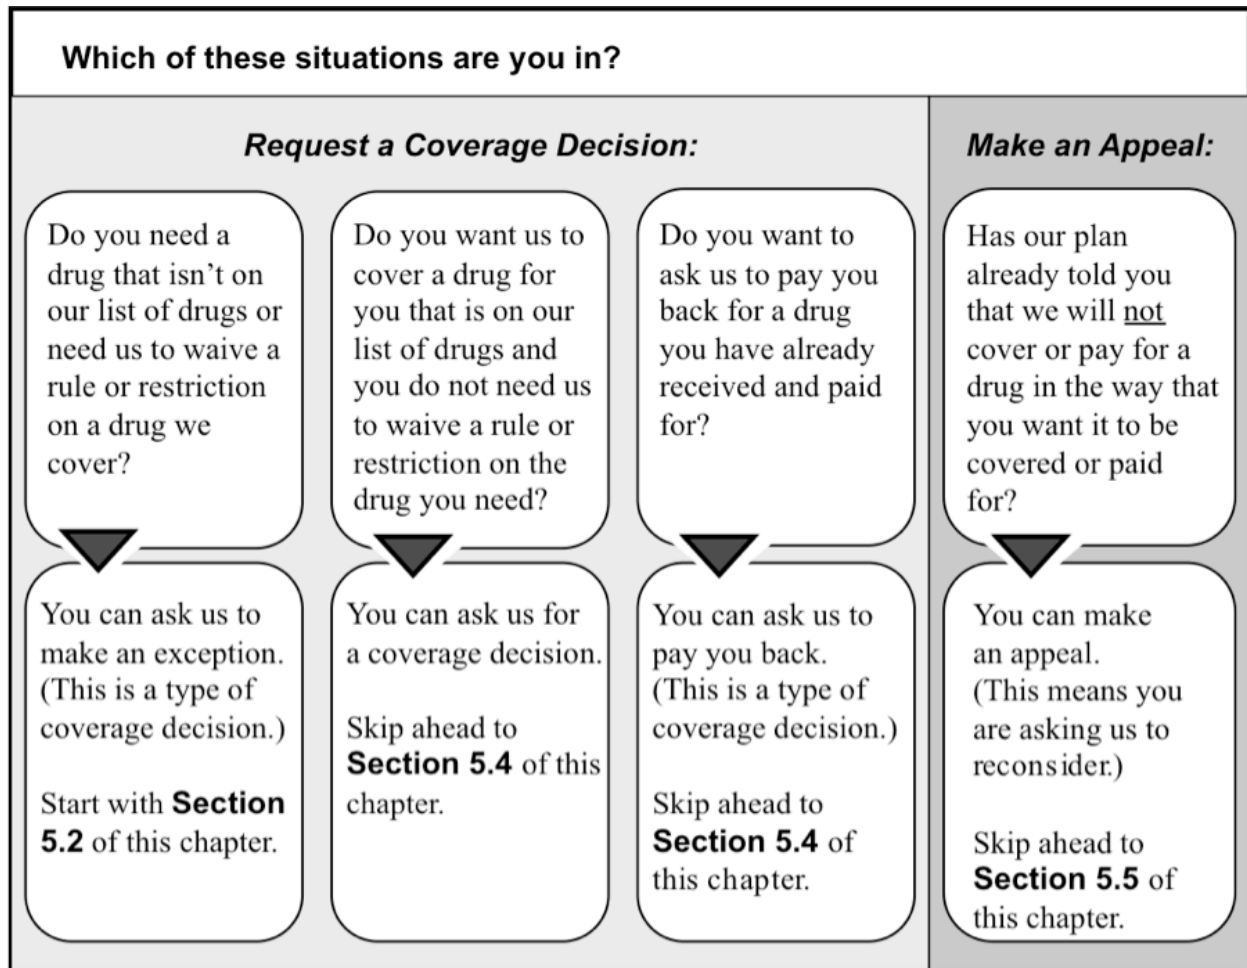 Which of these situations are you in?
Request a Coverage Decision:
Make an Appeal:
Do you need a
drug that isn't on
our list of drugs or
need us to waive a
rule or restriction
on a drug we
cover?
You can ask us to
make an exception.
(This is a type of
coverage decision.)
Start with Section
5.2 of this chapter.
Do you want us to
cover a drug for
you that is on our
list of drugs and
you do not need us
to waive a rule or
restriction on the
drug you need?
You can ask us for
a coverage decision.
Skip ahead to
Section 5.4 of this
chapter.
Do you want to
ask us to pay you
back for a drug
you have already
received and paid
for?
You can ask us to
pay you back.
(This is a type of
coverage decision.)
Skip ahead to
Section 5.4 of
this chapter.
Has our plan
already told you
that we will not
cover or pay for a
drug in the way that
you want it to be
covered or paid
for?
You can make
an appeal.
(This means you
are asking us to
reconsider.)
Skip ahead to
Section 5.5 of
this chapter.